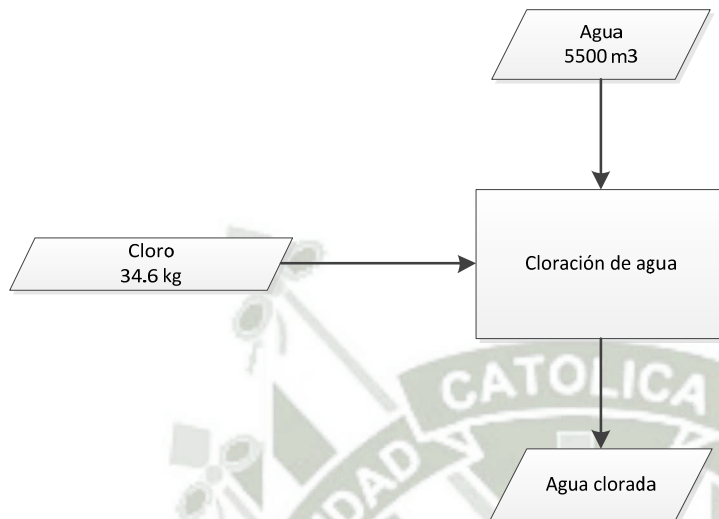 Agua
5500 m3
Cloro
34.6 kg
Cloración de agua
CATOLICA
Agua clorada